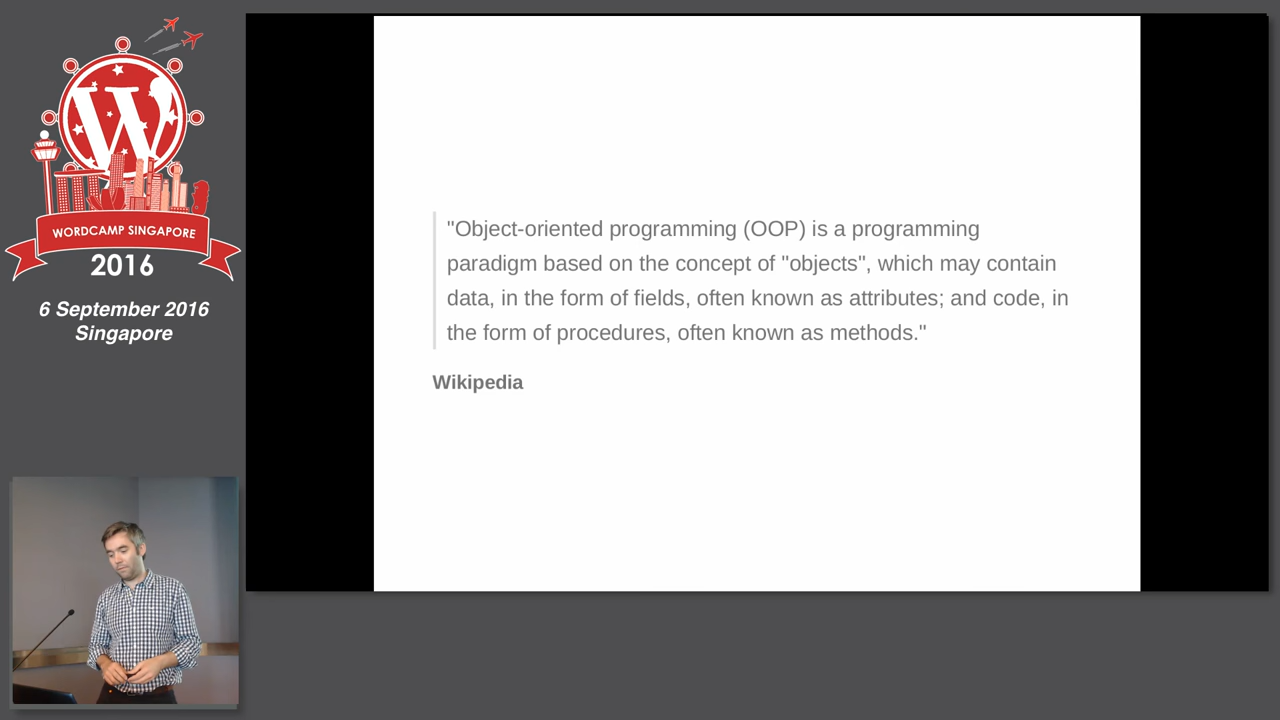 W
WORDCAMP SINGAPORE
2016
6 September 2016
Singapore
"Object-oriented programming (OOP) is a programming
paradigm based on the concept of "objects", which may contain
data, in the form of fields, often known as attributes; and code, in
the form of procedures, often known as methods."
Wikipedia